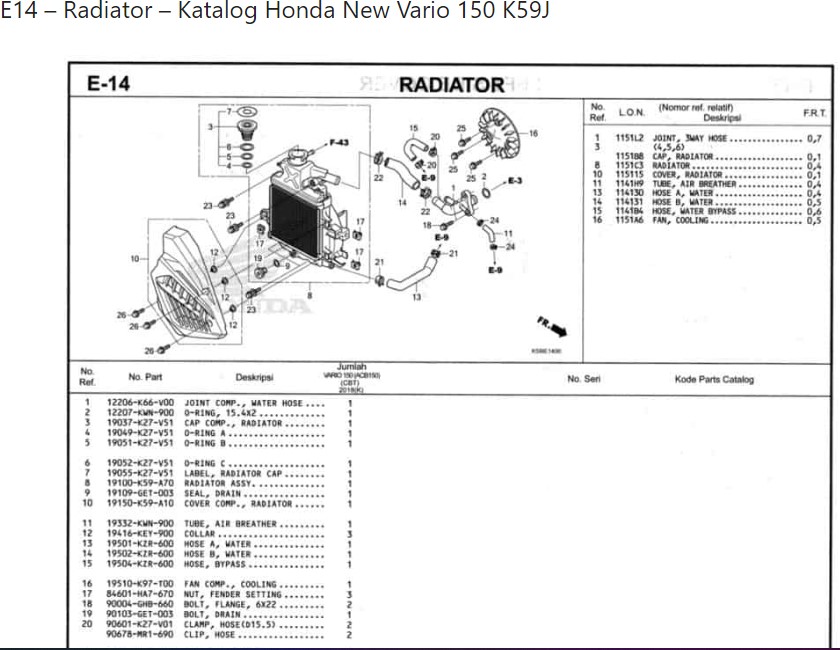 E14 – Radiator – Katalog Honda New Vario 150 K59J
E-14
RADIATOR
7
3
6
5
4
F-43
22
15
20
20
E-9
25
25
25
16
2
E-3
1
14
22
18
24
11
24
E-9
E-9
21
21
13
23
23
23
17
17
17
19
9
8
12
12
12
10
26
26
26
FR.
No. Ref.
L.O.N.
(Nomor ref. relatif)
Deskripsi
F.R.T.
1 1151L2 JOINT, 3WAY HOSE 0,7
3 (4,5,6)
1151B8 CAP, RADIATOR 0,1
8 1151C3 RADIATOR 0,4
10 115115 COVER, RADIATOR 0,1
11 1141H9 TUBE, AIR BREATHER 0,4
13 114130 HOSE A, WATER 0,4
14 114131 HOSE B, WATER 0,5
15 1141B4 HOSE, WATER BYPASS 0,6
16 1151A6 FAN, COOLING 0,5
No. Ref.
No. Part
Deskripsi
Jumlah
VARIO 150 (ACB150)
(CBT)
2018(K)
No. Seri
Kode Parts Catalog
1 12206-K66-V00 JOINT COMP., WATER HOSE .... 1
2 12207-KWN-900 O-RING, 15.4X2 1
3 19037-K27-V51 CAP COMP., RADIATOR 1
4 19049-K27-V51 O-RING A 1
5 19051-K27-V51 O-RING B 1
6 19052-K27-V51 O-RING C 1
7 19055-K27-V51 LABEL, RADIATOR CAP 1
8 19100-K59-A70 RADIATOR ASSY. 1
9 19109-GET-003 SEAL, DRAIN 1
10 19150-K59-A10 COVER COMP., RADIATOR 1
11 19332-KWN-900 TUBE, AIR BREATHER 1
12 19416-KEY-900 COLLAR 3
13 19501-KZR-600 HOSE A, WATER 1
14 19502-KZR-600 HOSE B, WATER 1
15 19504-KZR-600 HOSE, BYPASS 1
16 19510-K97-T00 FAN COMP., COOLING 1
17 84601-HA7-670 NUT, FENDER SETTING 3
18 90004-GHB-660 BOLT, FLANGE, 6X22 2
19 90103-GET-003 BOLT, DRAIN 1
20 90601-K27-V01 CLAMP, HOSE(D15.5) 2
90678-MR1-690 CLIP, HOSE 2